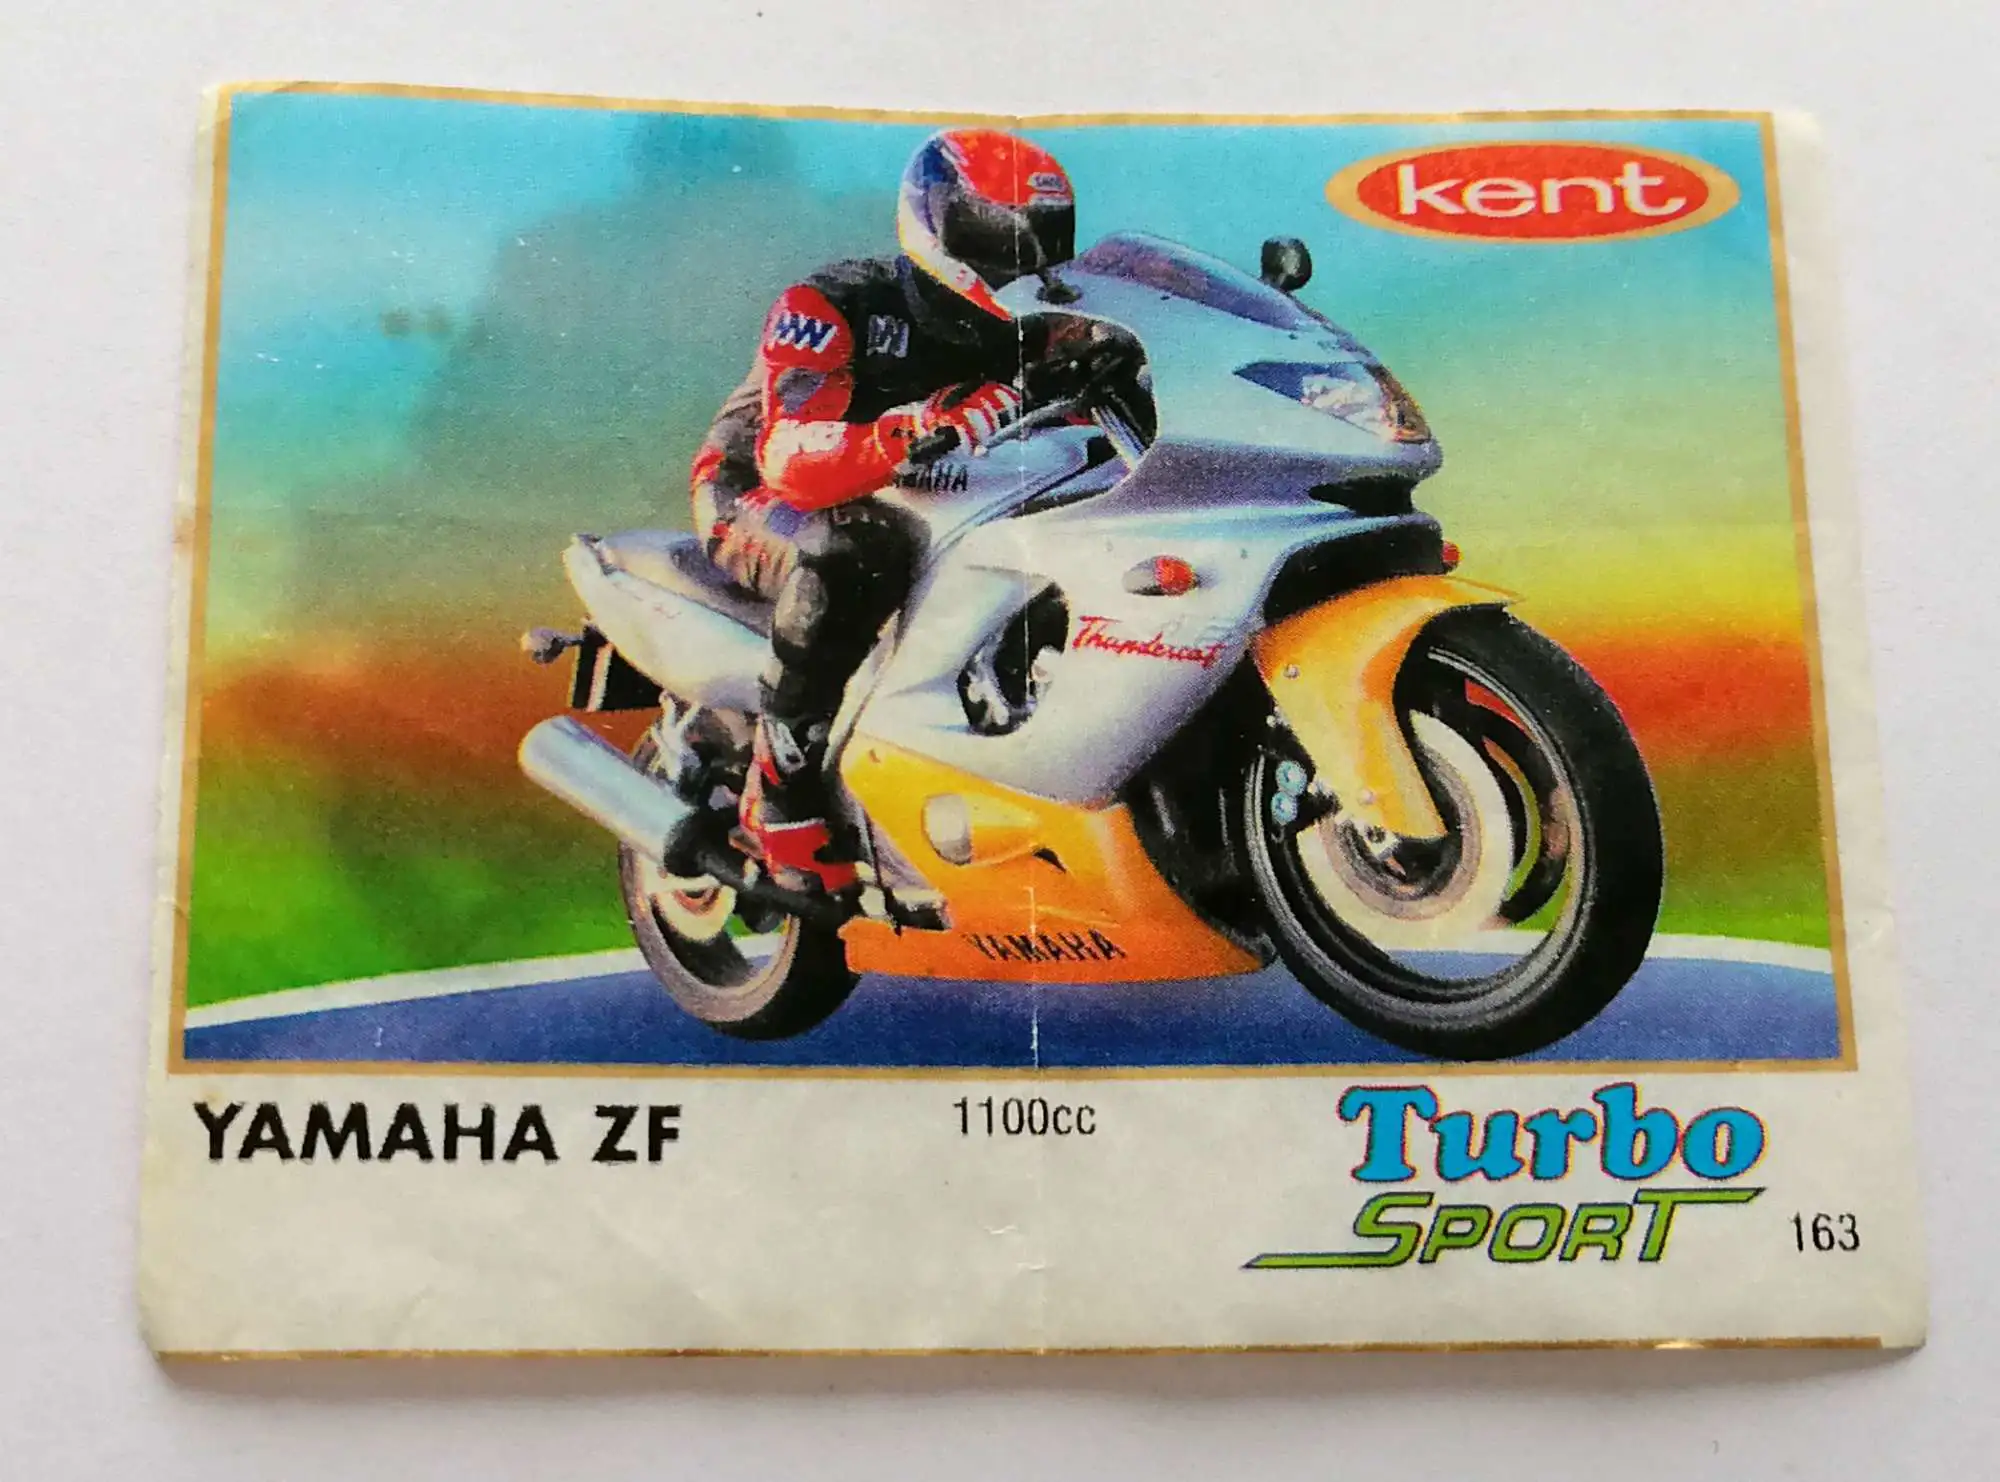 kent
YAMAHA
Thundercat
YAMAHA
YAMAHA ZF
1100cc
Turbo
SPORT
163